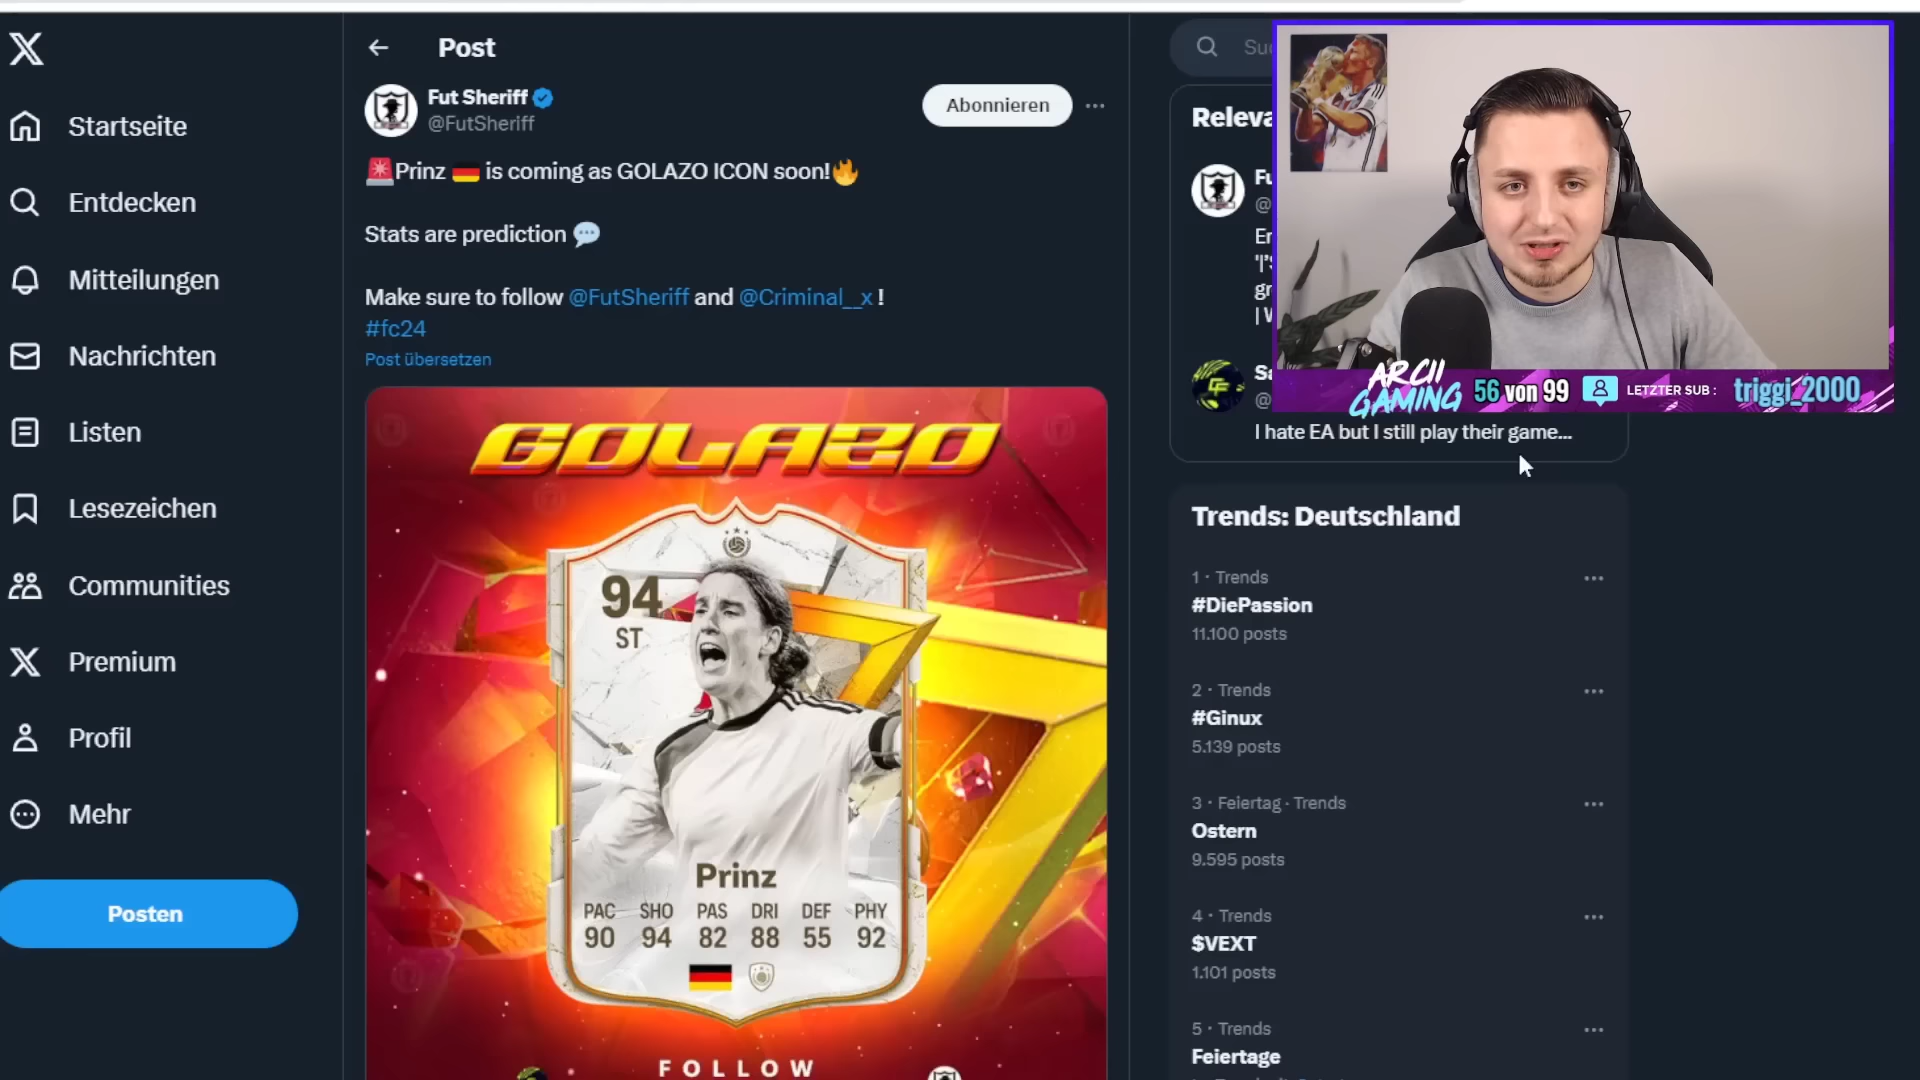 Startseite
Entdecken
Mitteilungen
Nachrichten
Listen
Lesezeichen
Communities
Premium
Profil
Mehr
Posten
Post
Fut Sheriff
@FutSheriff
Abonnieren
🚨Prinz 🇩🇪 is coming as GOLAZO ICON soon!🔥
Stats are prediction 💬
Make sure to follow @FutSheriff and @Criminal__x !
#fc24
Post übersetzen
GOLAZO
94
ST
Prinz
PAC SHO PAS DRI DEF PHY
90 94 82 88 55 92
FOLLOW
ARCII
GAMING
56 von 99
LETZTER SUB :
triggi_2000
I hate EA but I still play their game...
Trends: Deutschland
1 · Trends
#DiePassion
11.100 posts
2 · Trends
#Ginux
5.139 posts
3 · Feiertag · Trends
Ostern
9.595 posts
4 · Trends
$VEXT
1.101 posts
5 · Trends
Feiertage